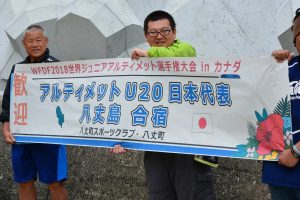 歓迎
WFDF2018世界ジュニアアルティメット選手権大会 in カナダ
アルティメットU20日本代表
八丈島 合宿
八丈町スポーツクラブ・八丈町